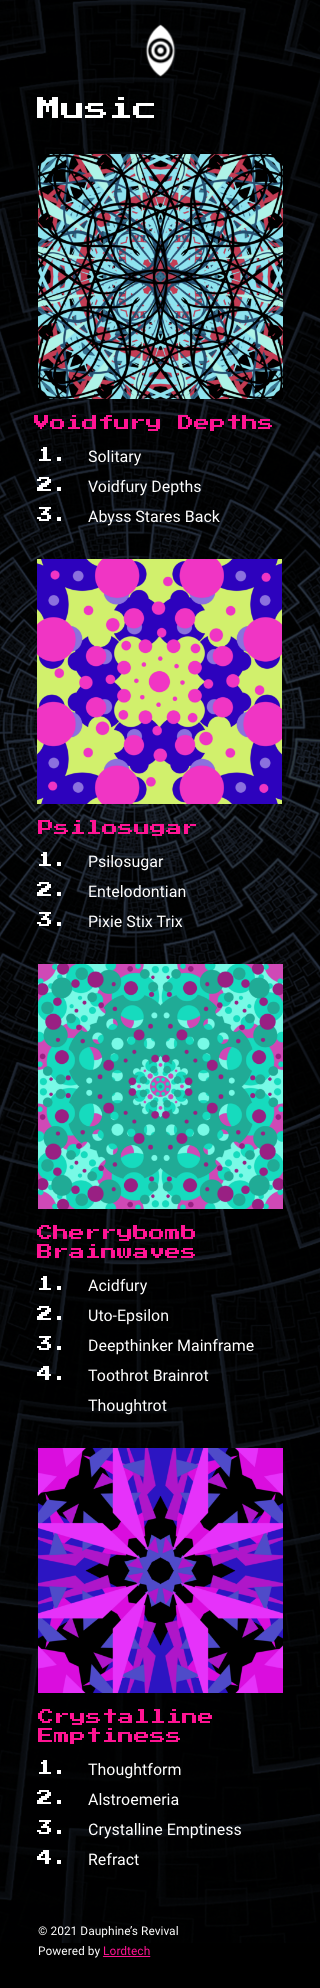 Music
Voidfury Depths
1. Solitary
2. Voidfury Depths
3. Abyss Stares Back
Psilosugar
1. Psilosugar
2. Entelodontian
3. Pixie Stix Trix
Cherrybomb
Brainwaves
1. Acidfury
2. Uto-Epsilon
3. Deepthinker Mainframe
4. Toothrot Brainrot
Thoughtrot
Crystalline
Emptiness
1. Thoughtform
2. Alstroemeria
3. Crystalline Emptiness
4. Refract
© 2021 Dauphine’s Revival
Powered by Lordtech